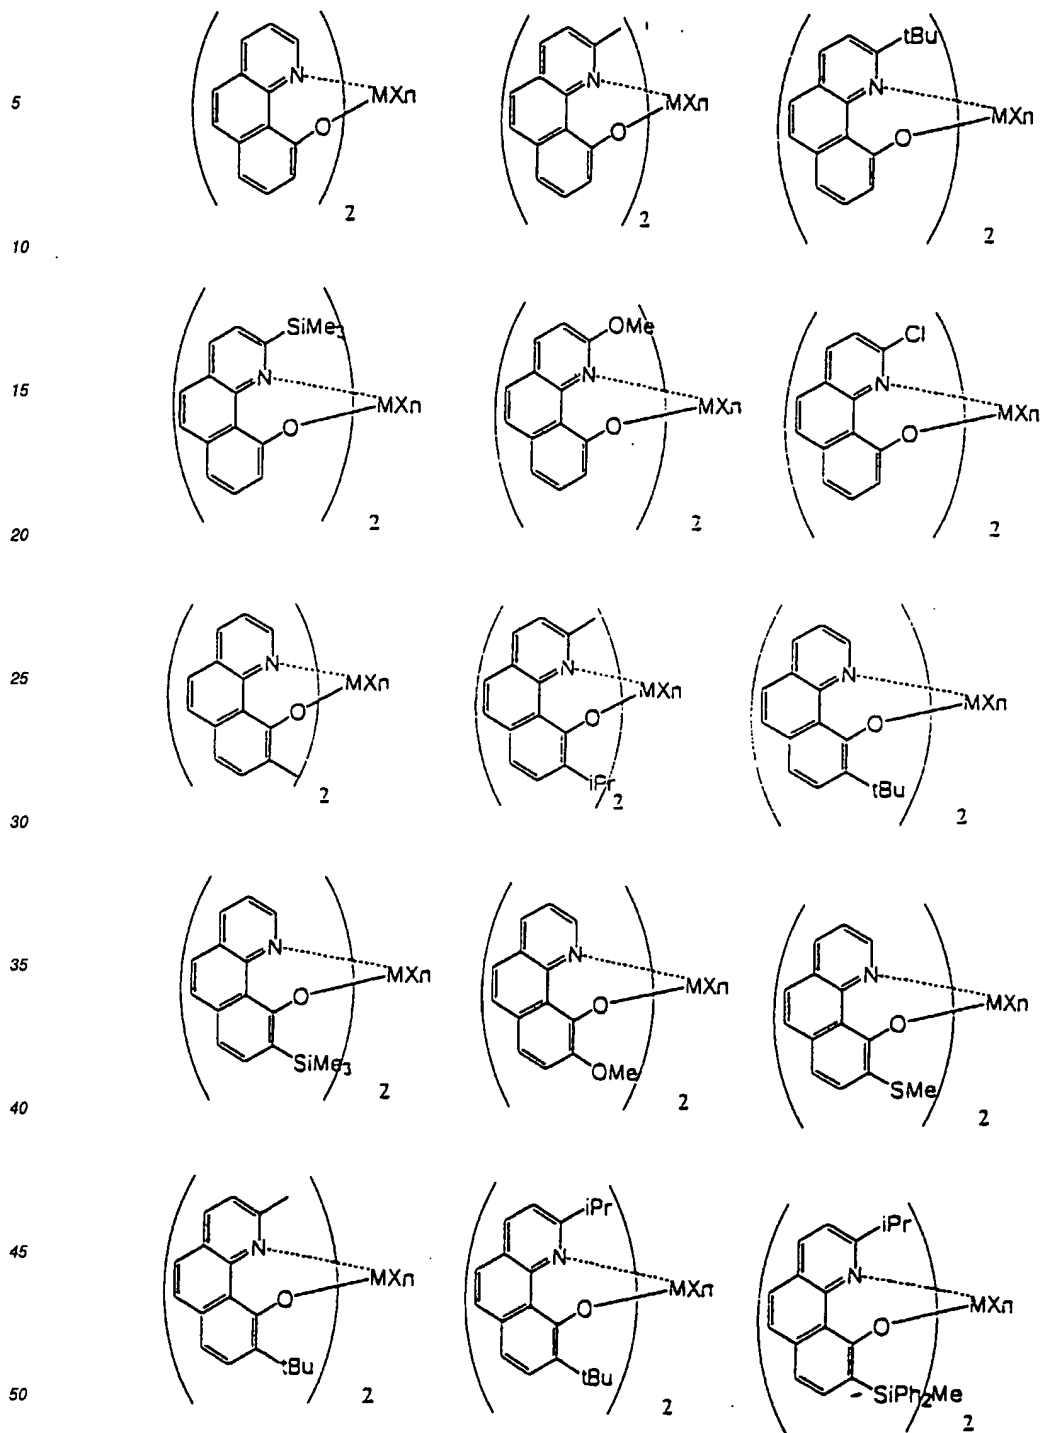 tBu
N N N
5 MXn MXn MXn
O O O
2 2 2
10
SiMe3 OMe Cl
N N N
15 MXn MXn MXn
O O O
2 2 2
20
N N N
25 MXn MXn MXn
O O O
2 iPr 2 tBu 2
30
N N N
35 MXn MXn MXn
O O O
SiMe3 2 OMe 2 SMe 2
40
iPr iPr
N N N
45 MXn MXn MXn
O O O
tBu 2 tBu 2 SiPh2Me 2
50